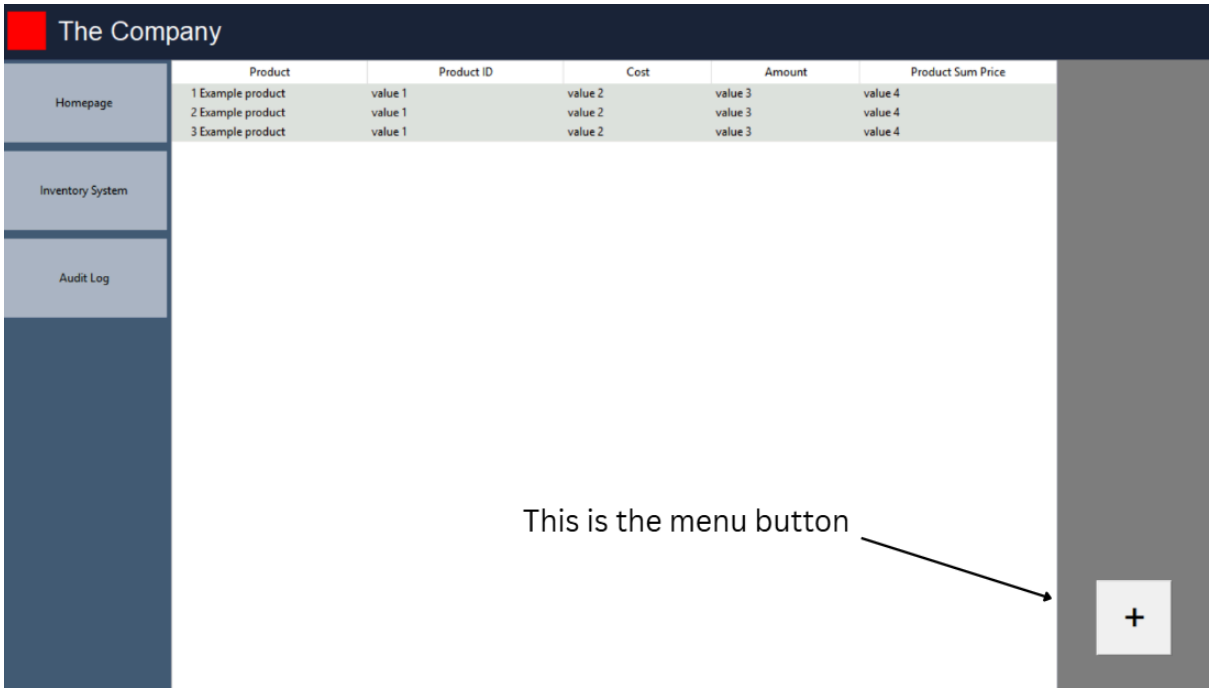 The Company
Homepage
Inventory System
Audit Log
Product Product ID Cost Amount Product Sum Price
1 Example product value 1 value 2 value 3 value 4
2 Example product value 1 value 2 value 3 value 4
3 Example product value 1 value 2 value 3 value 4
This is the menu button
+